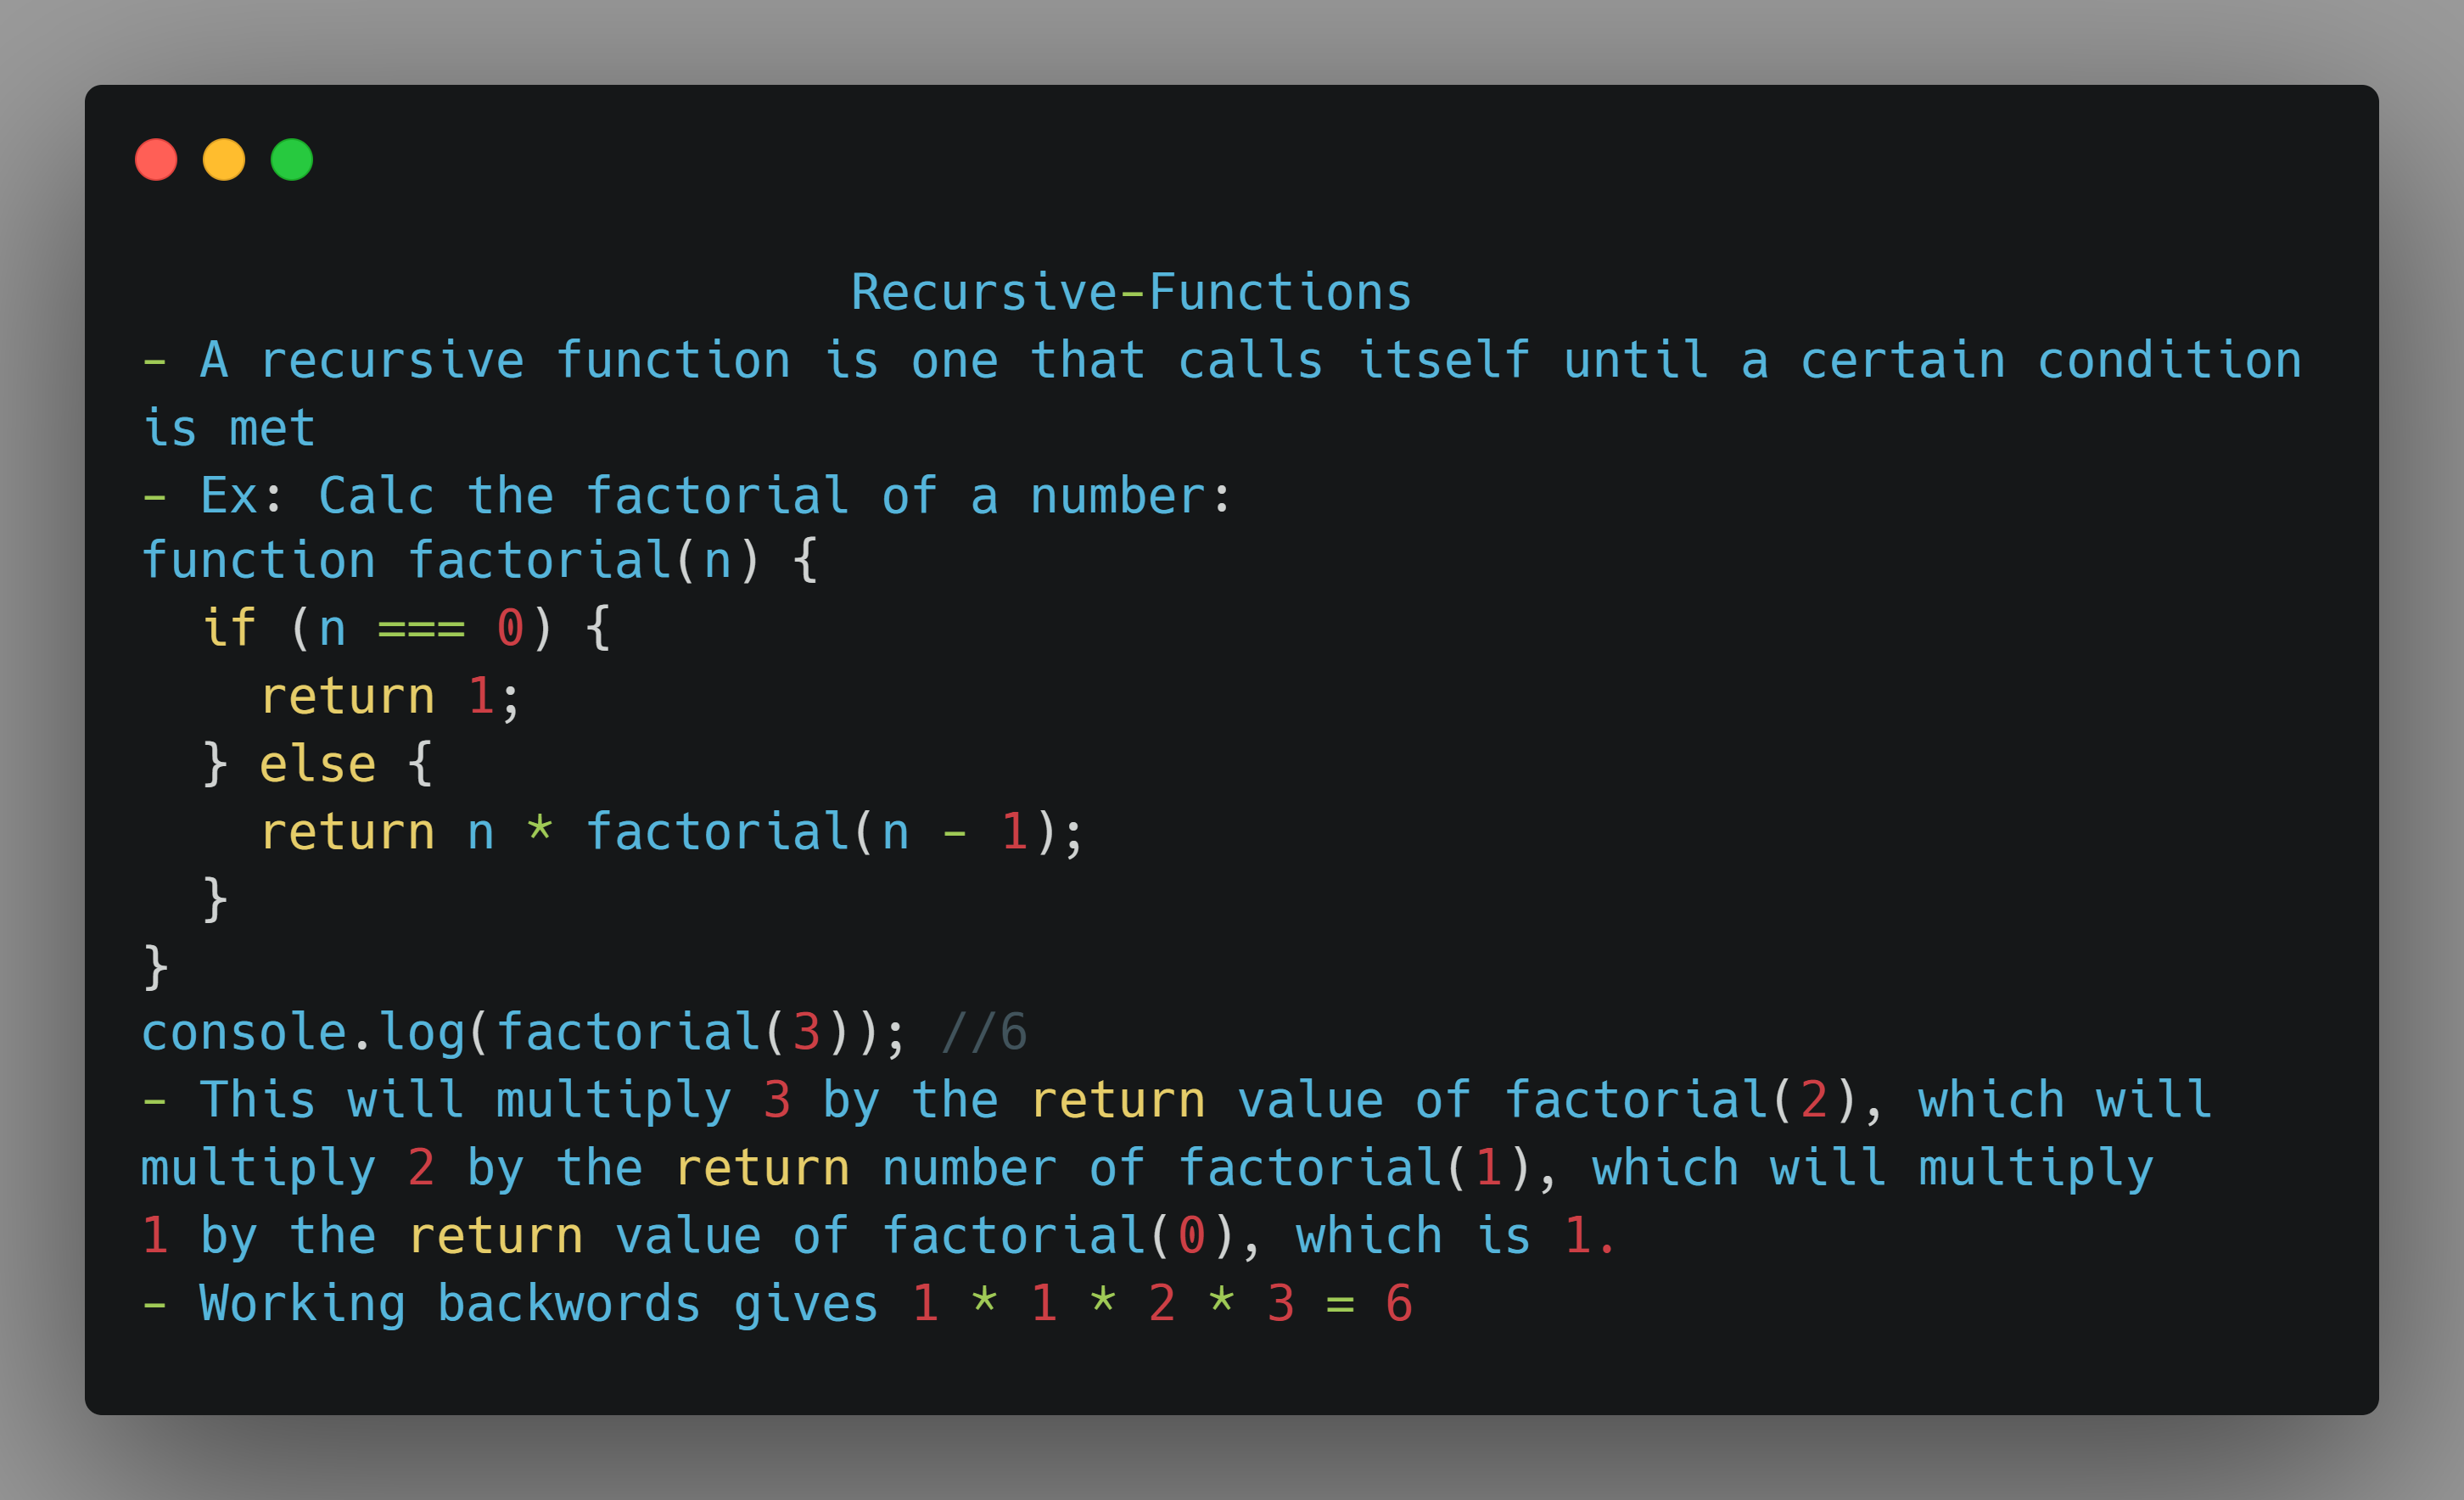 Recursive-Functions
- A recursive function is one that calls itself until a certain condition
is met
- Ex: Calc the factorial of a number:
function factorial(n) {
  if (n === 0) {
    return 1;
  } else {
    return n * factorial(n - 1);
  }
}
console.log(factorial(3)); //6
- This will multiply 3 by the return value of factorial(2), which will
multiply 2 by the return number of factorial(1), which will multiply
1 by the return value of factorial(0), which is 1.
- Working backwords gives 1 * 1 * 2 * 3 = 6